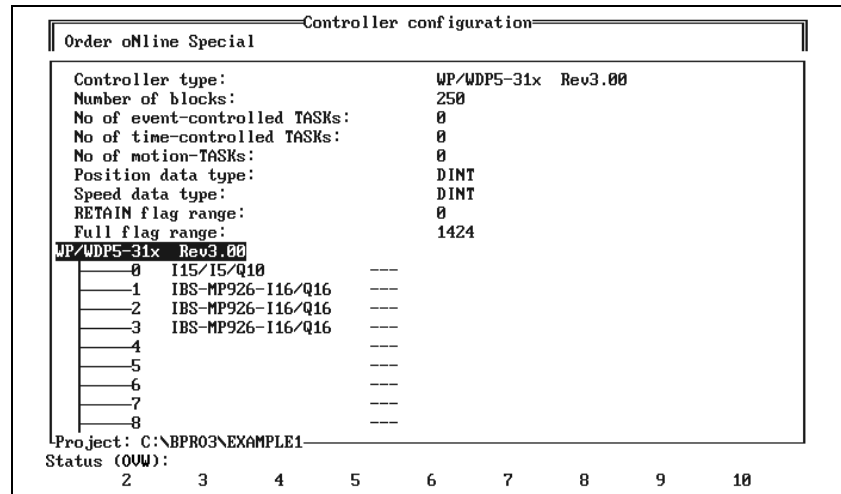 Controller configuration
Order oNline Special
Controller type: WP/WDP5-31x Rev3.00
Number of blocks: 250
No of event-controlled TASKs: 0
No of time-controlled TASKs: 0
No of motion-TASKs: 0
Position data type: DINT
Speed data type: DINT
RETAIN flag range: 0
Full flag range: 1424
WP/WDP5-31x Rev3.00
0 I15/I5/Q10 ---
1 IBS-MP926-I16/Q16 ---
2 IBS-MP926-I16/Q16 ---
3 IBS-MP926-I16/Q16 ---
4 ---
5 ---
6 ---
7 ---
8 ---
Project: C:\BPRO3\EXAMPLE1
Status (OVW):
2 3 4 5 6 7 8 9 10